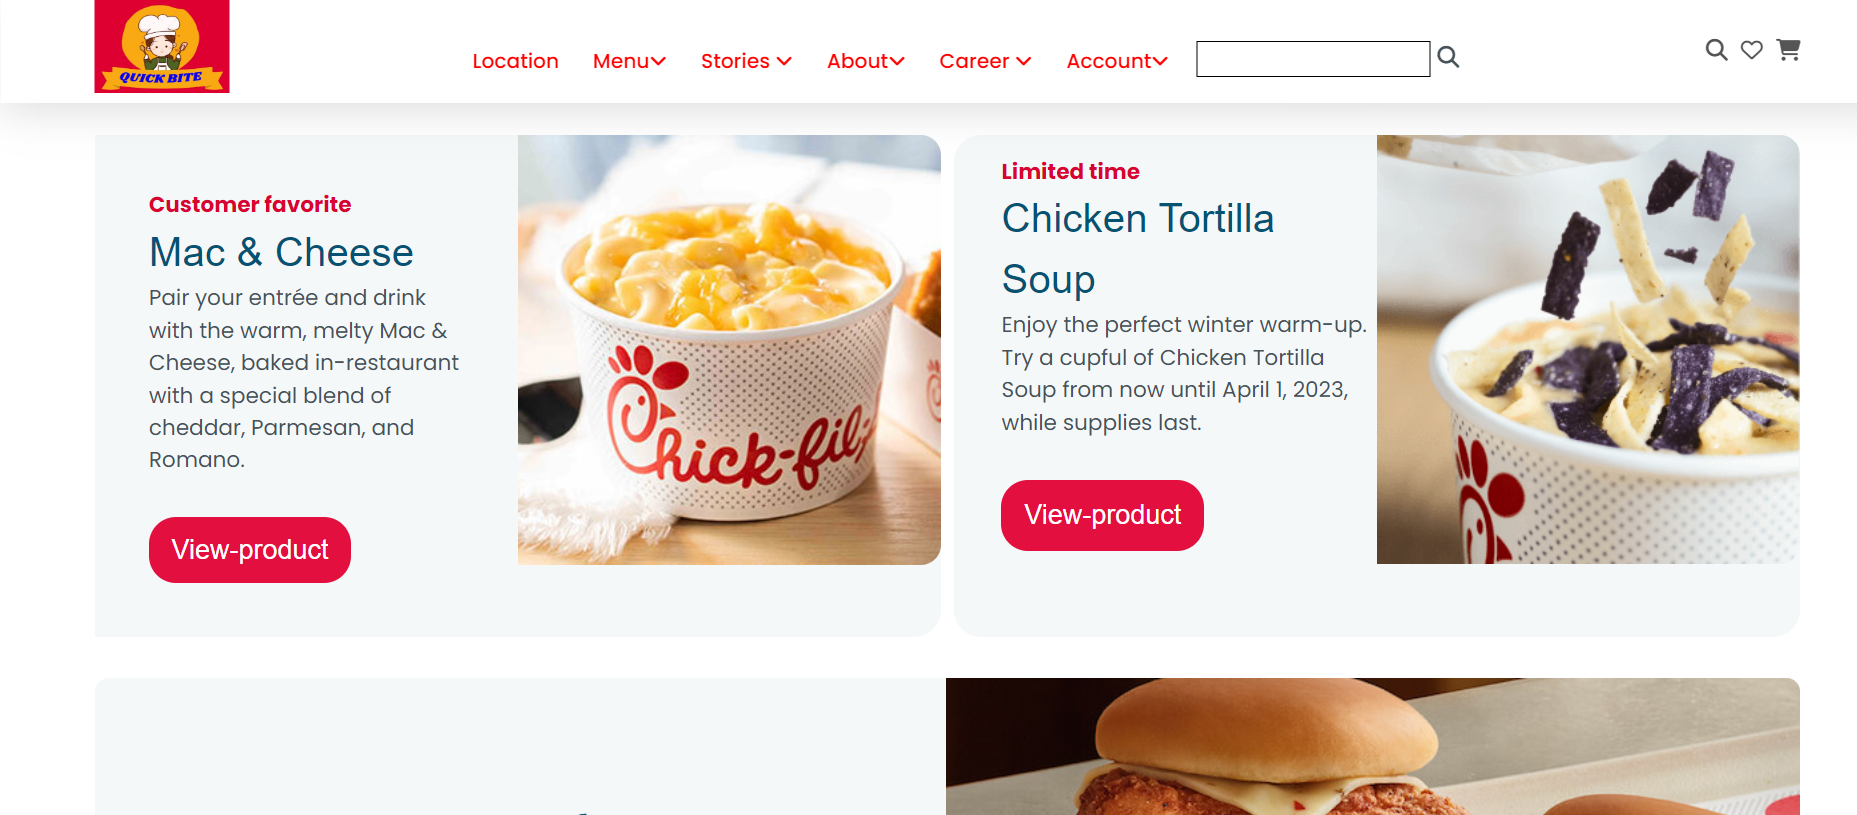 QUICK BITE
Location Menu Stories About Career Account
Customer favorite
Mac & Cheese
Pair your entrée and drink
with the warm, melty Mac &
Cheese, baked in-restaurant
with a special blend of
cheddar, Parmesan, and
Romano.
View-product
Chick-fil-
Limited time
Chicken Tortilla
Soup
Enjoy the perfect winter warm-up.
Try a cupful of Chicken Tortilla
Soup from now until April 1, 2023,
while supplies last.
View-product